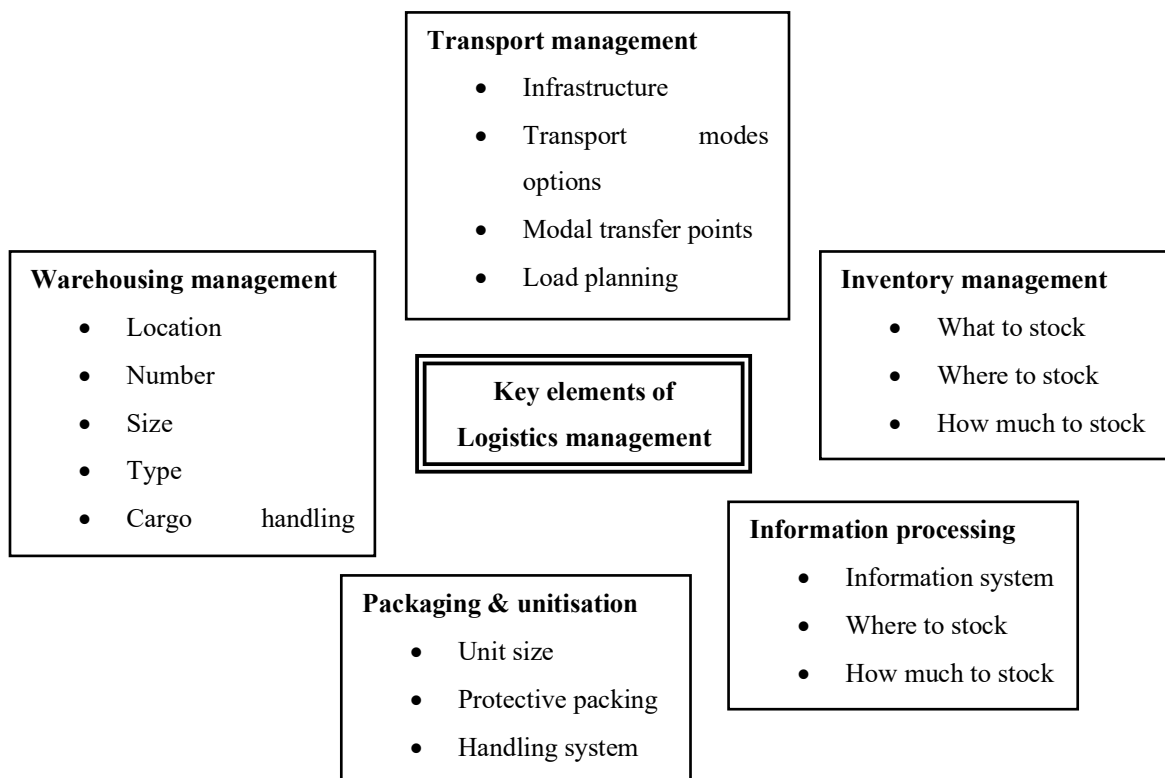 Transport management
• Infrastructure
• Transport modes
options
• Modal transfer points
• Load planning
Warehousing management
• Location
• Number
• Size
• Type
• Cargo handling
Inventory management
• What to stock
• Where to stock
• How much to stock
Key elements of
Logistics management
Information processing
• Information system
• Where to stock
• How much to stock
Packaging & unitisation
• Unit size
• Protective packing
• Handling system